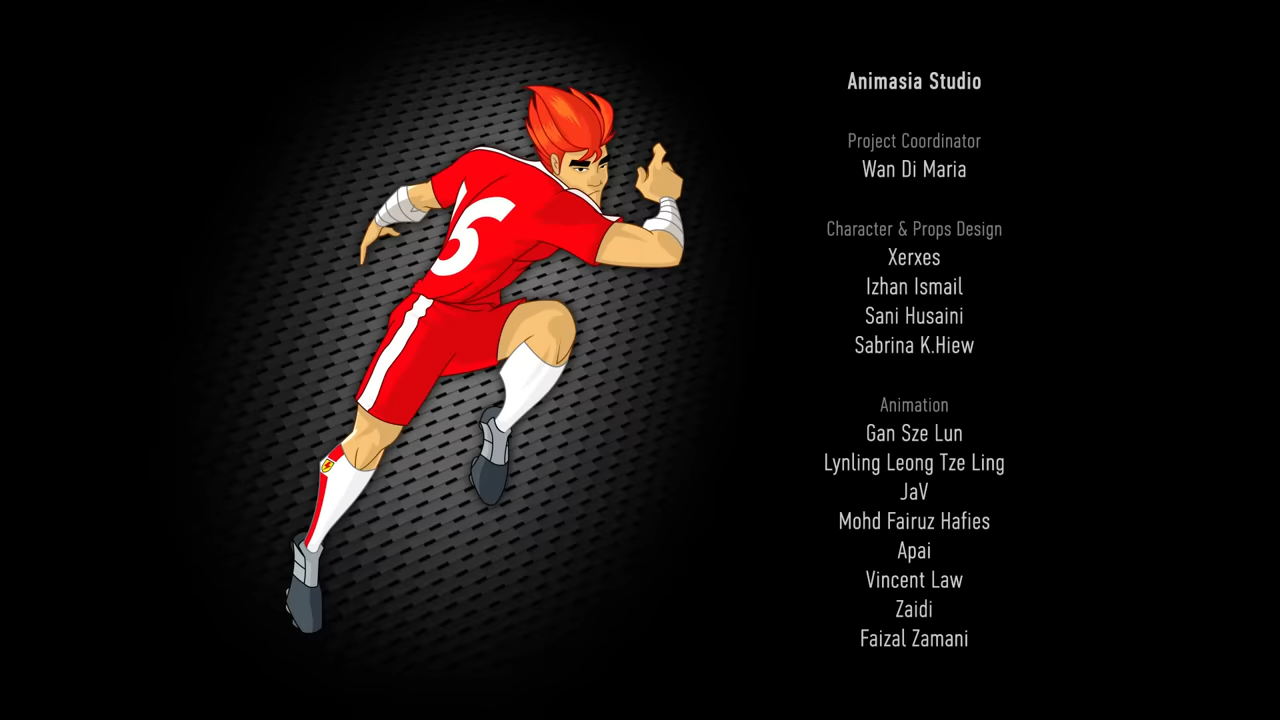 Animasia Studio
Project Coordinator
Wan Di Maria
Character & Props Design
Xerxes
Izhan Ismail
Sani Husaini
Sabrina K.Hiew
Animation
Gan Sze Lun
Lynling Leong Tze Ling
JaV
Mohd Fairuz Hafies
Apai
Vincent Law
Zaidi
Faizal Zamani
6